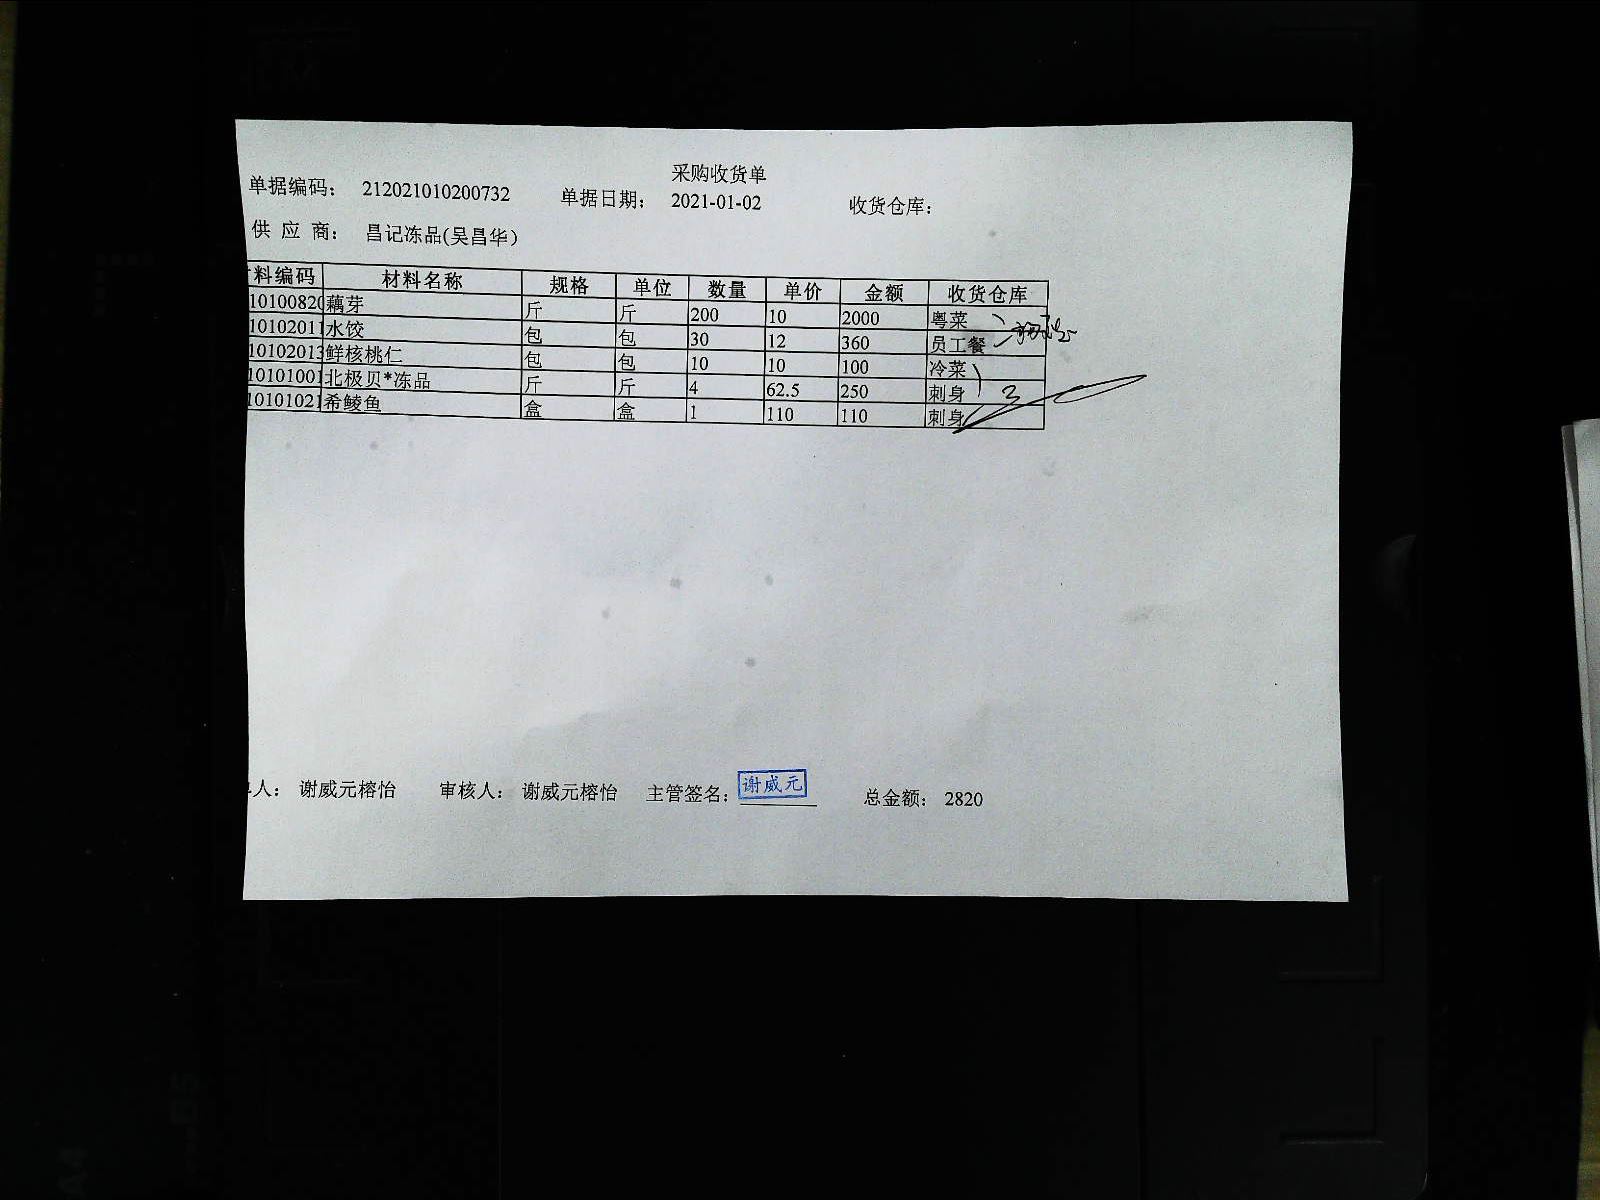 采购收货单
单据编码： 212021010200732 单据日期： 2021-01-02 收货仓库：
供 应 商： 昌记冻品(吴昌华）
料编码 材料名称 规格 单位 数量 单价 金额 收货仓库
10100820 藕芽 斤 斤 200 10 2000 粤菜
10102011 水饺 包 包 30 12 360 员工餐
10102013 鲜核桃仁 包 包 10 10 100 冷菜
10101001 北极贝*冻品 斤 斤 4 62.5 250 刺身
10101021 希鲮鱼 盒 盒 1 110 110 刺身
人： 谢威元榕怡 审核人： 谢威元榕怡 主管签名： 谢威元 总金额： 2820